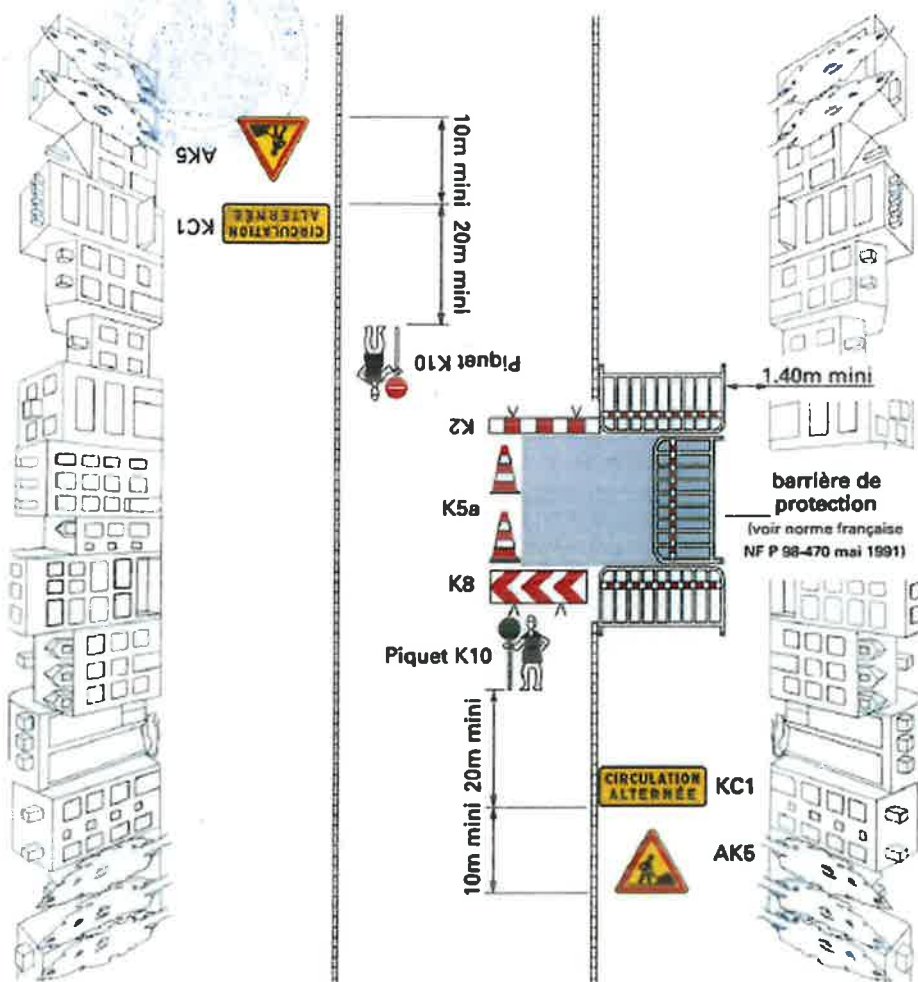 10m mini
AK5
KC1
CIRCULATION
ALTERNÉE
20m mini
Piquet K10
1.40m mini
K2
K5a
barrière de
protection
(voir norme française
NF P 98-470 mai 1991)
K8
Piquet K10
20m mini
CIRCULATION
ALTERNÉE
KC1
10m mini
AK5